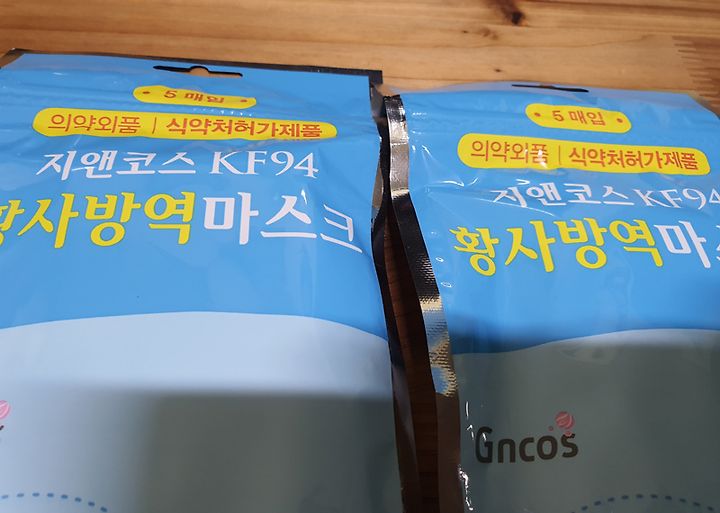 5 매입
의약외품 | 식약처허가제품
지앤코스 KF94
황사방역마스크
5 매입
의약외품 | 식약처허가제품
지앤코스 KF94
황사방역마스
Gncos